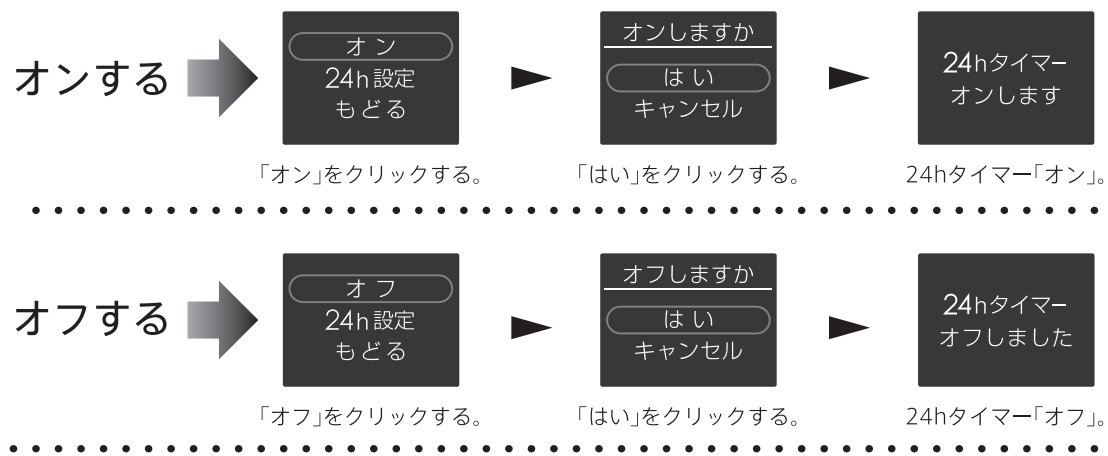 オンする
オン
24h設定
もどる
「オン」をクリックする。
オンしますか
はい
キャンセル
「はい」をクリックする。
24hタイマー
オンします
24hタイマー「オン」。
オフする
オフ
24h設定
もどる
「オフ」をクリックする。
オフしますか
はい
キャンセル
「はい」をクリックする。
24hタイマー
オフしました
24hタイマー「オフ」。